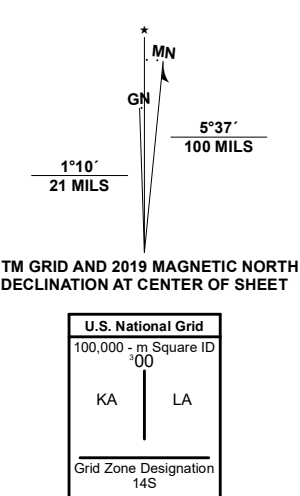 ★
MN
GN
5°37´
100 MILS
1°10´
21 MILS
TM GRID AND 2019 MAGNETIC NORTH
DECLINATION AT CENTER OF SHEET
U.S. National Grid
100,000 - m Square ID
³00
KA LA
Grid Zone Designation
14S